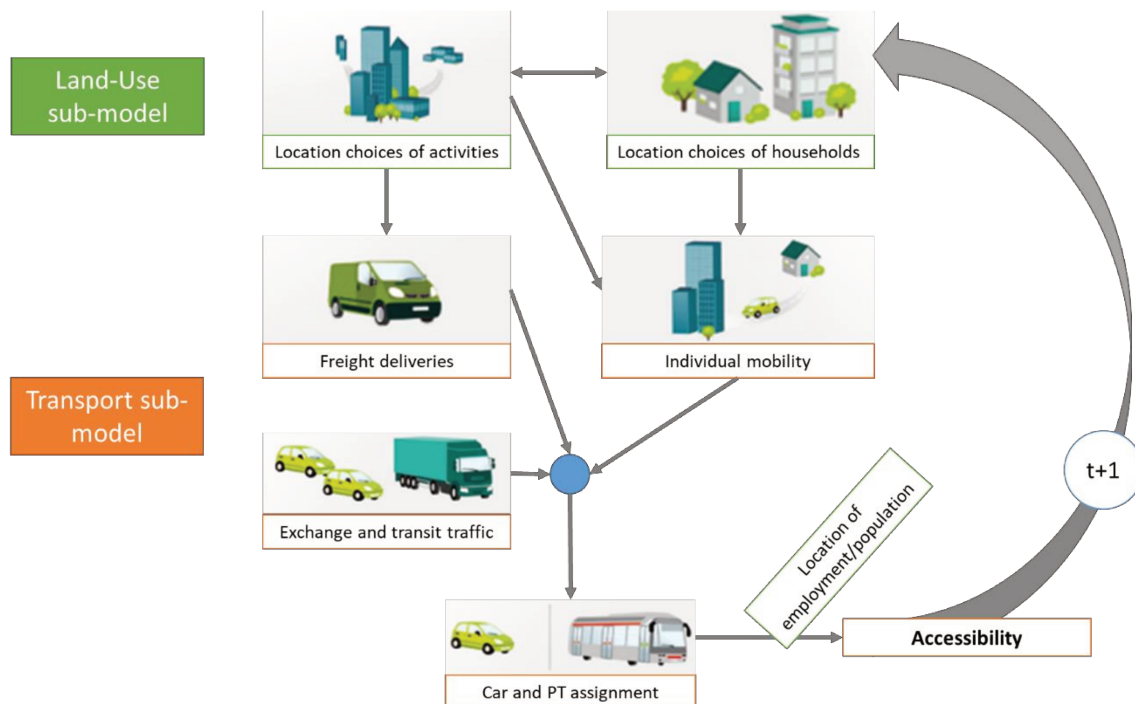 Land-Use
sub-model
Location choices of activities
Location choices of households
Freight deliveries
Individual mobility
Transport sub-
model
t+1
Exchange and transit traffic
Location of
employment/population
Accessibility
Car and PT assignment